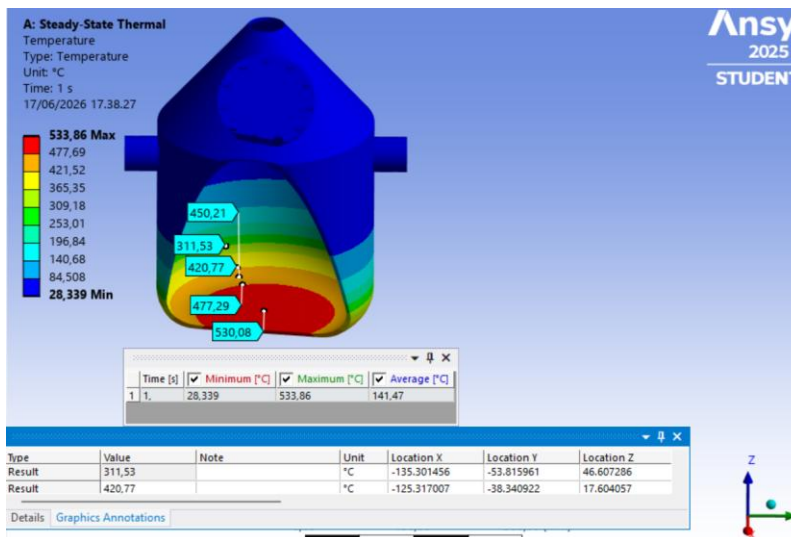 A: Steady-State Thermal
Temperature
Type: Temperature
Unit: °C
Time: 1 s
17/06/2026 17.38.27
533,86 Max
477,69
421,52
365,35
309,18
253,01
196,84
140,68
84,508
28,339 Min
Ansy
2025
STUDENT
450,21
311,53
420,77
477,29
530,08
Time [s] Minimum [°C] Maximum [°C] Average [°C]
1 1, 28,339 533,86 141,47
Type Value Note Unit Location X Location Y Location Z
Result 311,53 °C -135.301456 -53.815961 46.607286
Result 420,77 °C -125.317007 -38.340922 17.604057
Details Graphics Annotations
Z